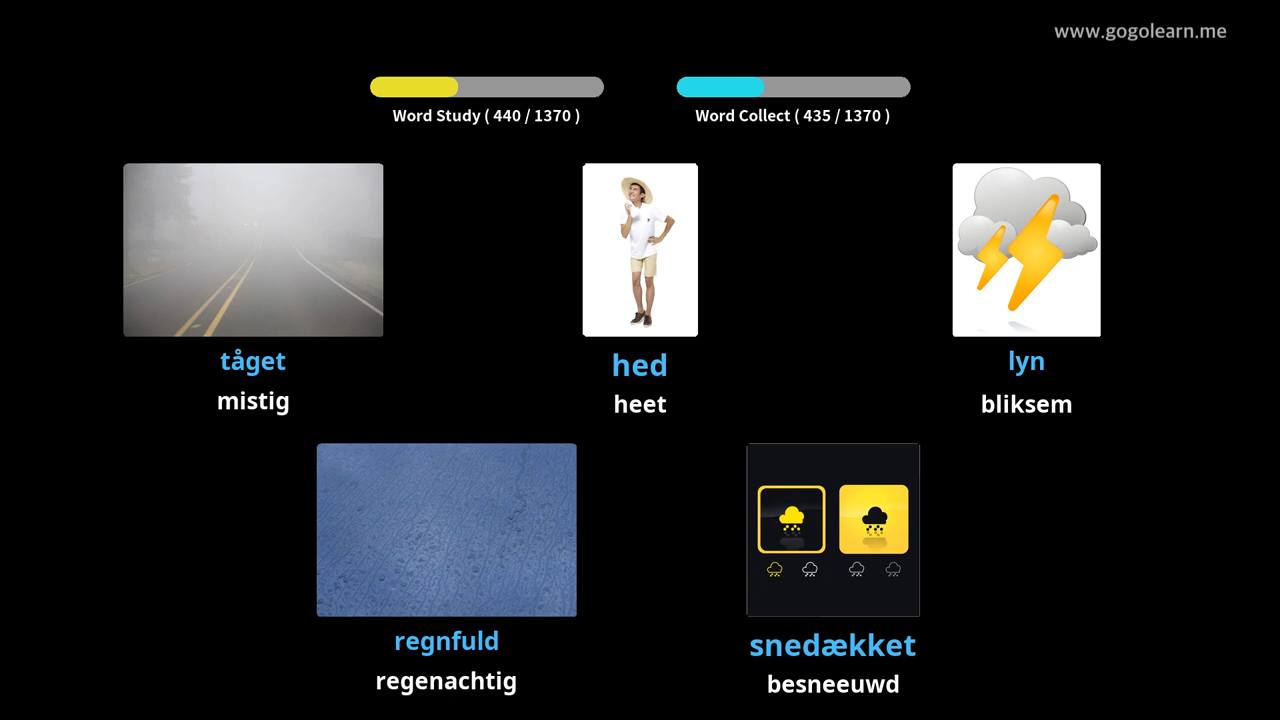 www.gogolearn.me
Word Study ( 440 / 1370 )
Word Collect ( 435 / 1370 )
tåget
hed
lyn
mistig
heet
bliksem
regnfuld
snedækket
regenachtig
besneeuwd